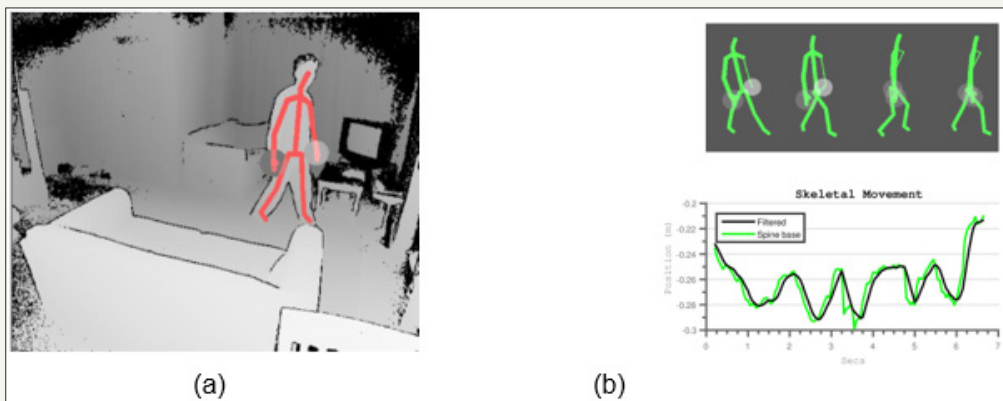 Skeletal Movement
Filtered
Spine base
Position (m)
-0.2
-0.22
-0.24
-0.26
-0.28
-0.3
0 1 2 3 4 5 6 7
Secs
(a) (b)